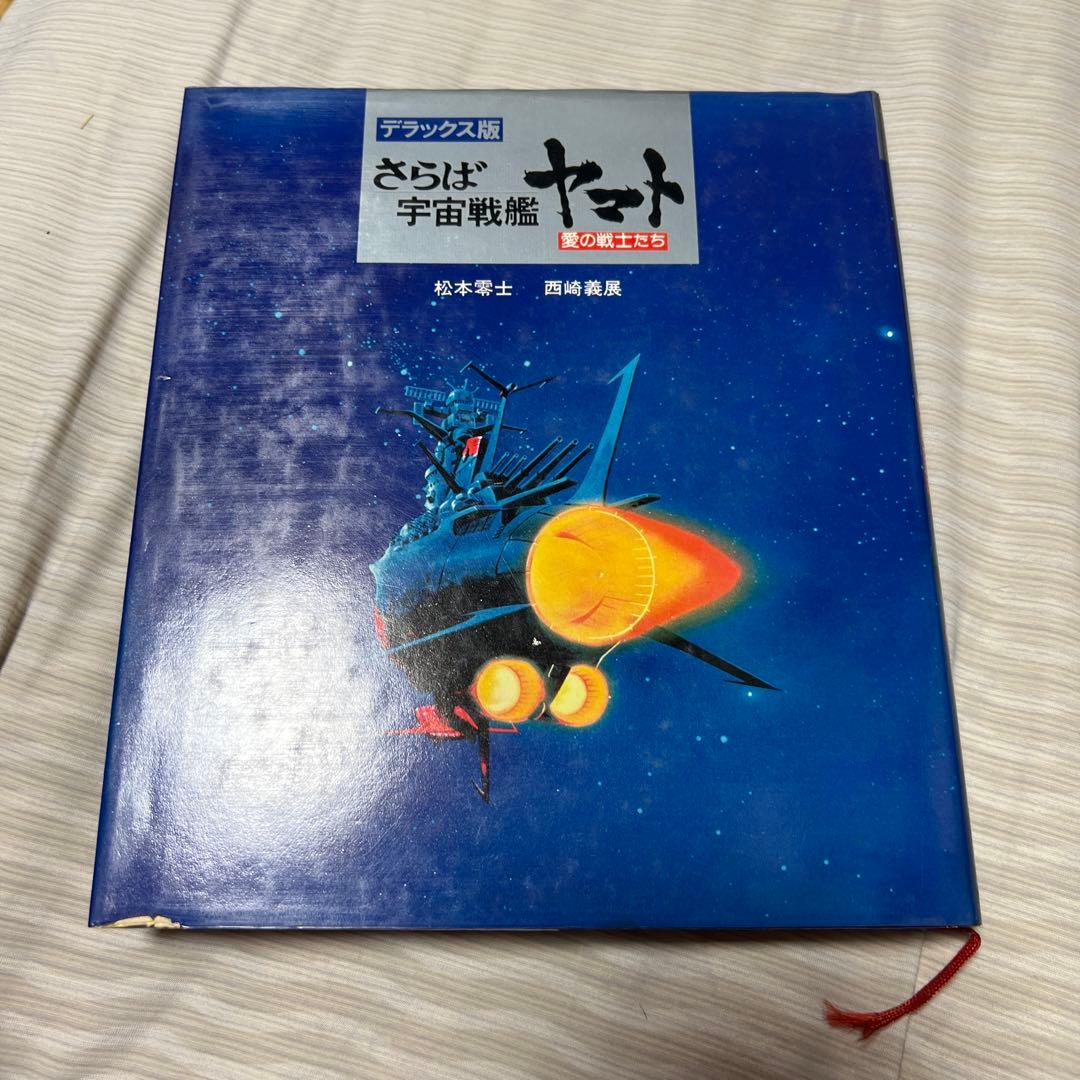 デラックス版
さらば
宇宙戦艦
ヤマト
愛の戦士たち
松本零士 西崎義展